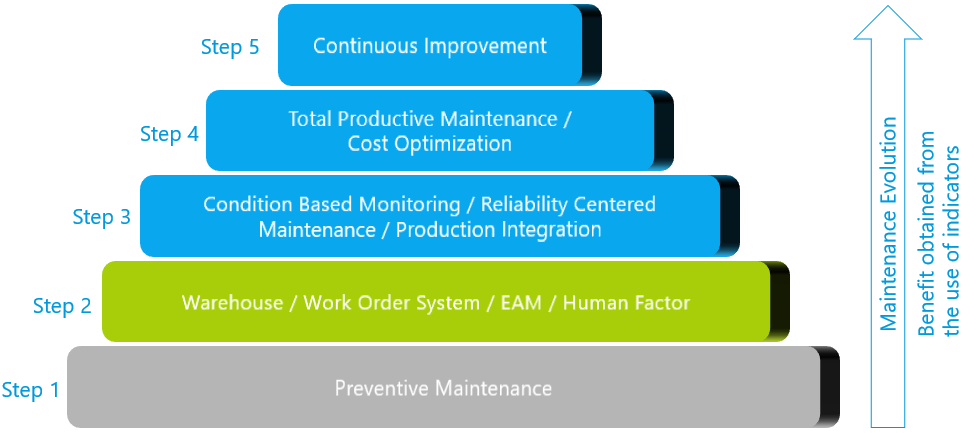 Step 5
Continuous Improvement
Step 4
Total Productive Maintenance /
Cost Optimization
Step 3
Condition Based Monitoring / Reliability Centered
Maintenance / Production Integration
Step 2
Warehouse / Work Order System / EAM / Human Factor
Step 1
Preventive Maintenance
Maintenance Evolution
Benefit obtained from
the use of indicators